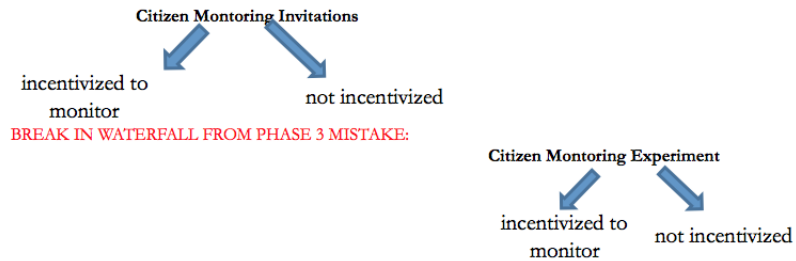 Citizen Montoring Invitations
incentivized to
monitor
not incentivized
BREAK IN WATERFALL FROM PHASE 3 MISTAKE:
Citizen Montoring Experiment
incentivized to
monitor
not incentivized